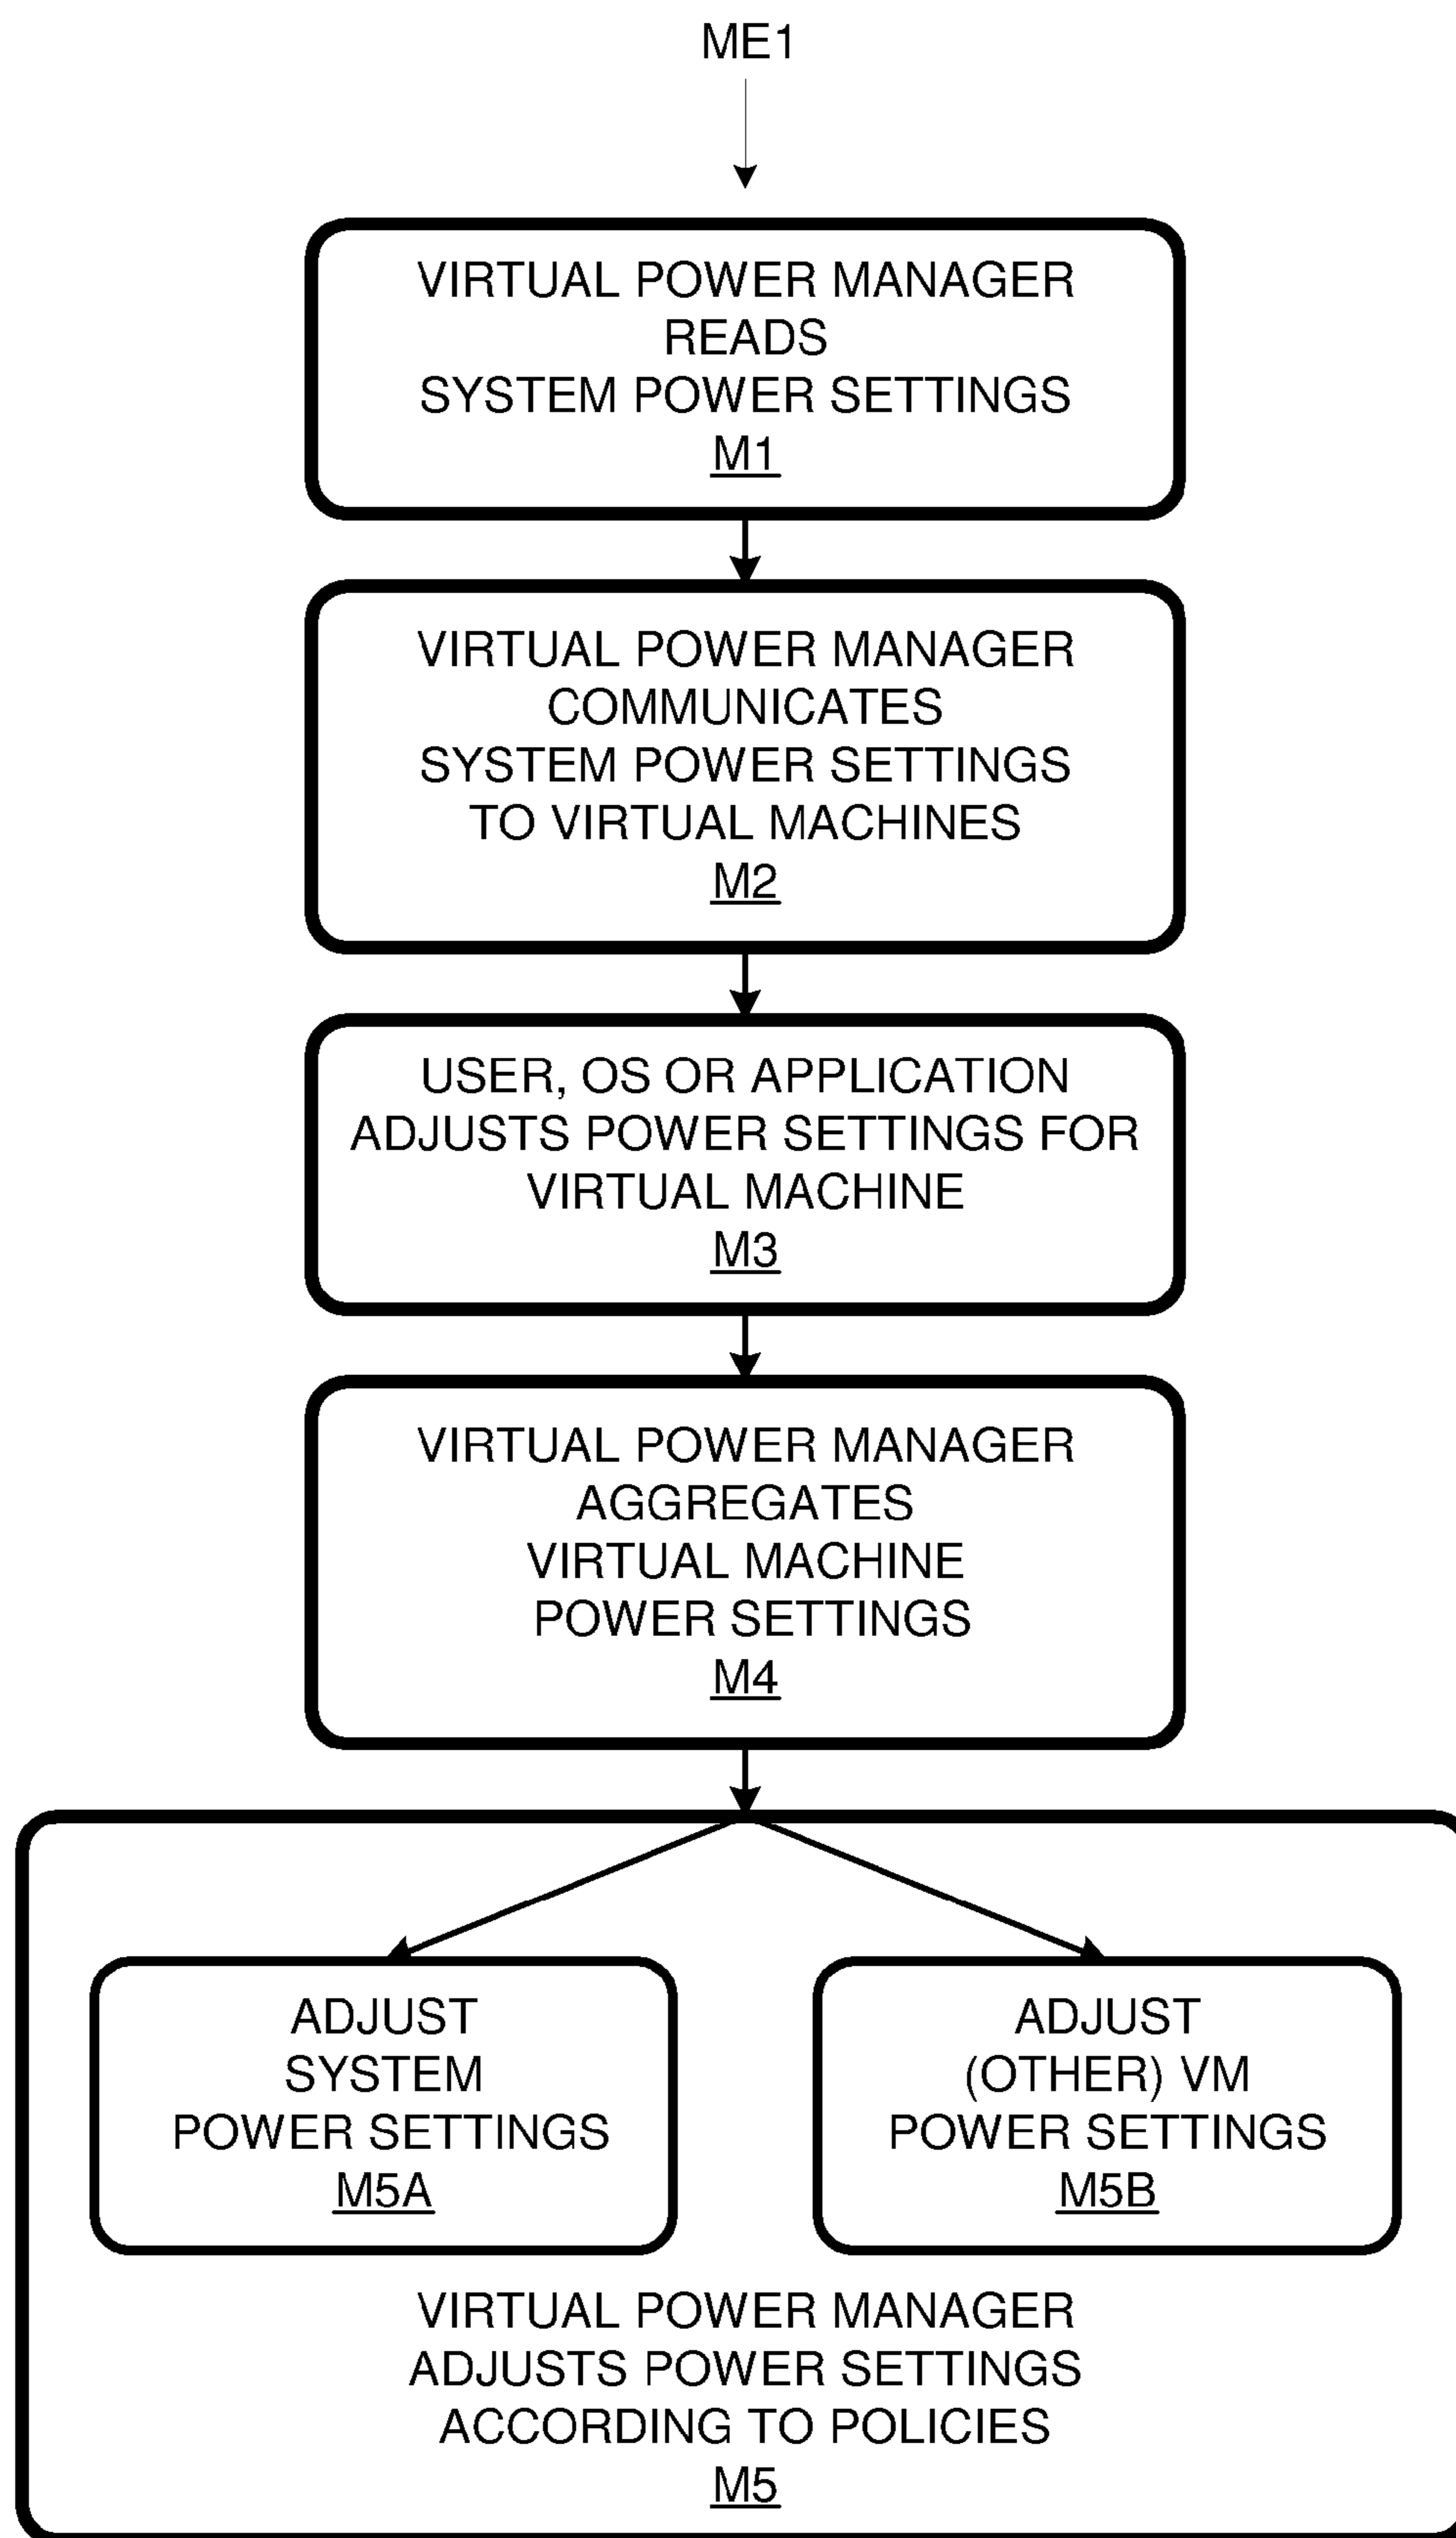 ME1
VIRTUAL POWER MANAGER
READS
SYSTEM POWER SETTINGS
M1
VIRTUAL POWER MANAGER
COMMUNICATES
SYSTEM POWER SETTINGS
TO VIRTUAL MACHINES
M2
USER, OS OR APPLICATION
ADJUSTS POWER SETTINGS FOR
VIRTUAL MACHINE
M3
VIRTUAL POWER MANAGER
AGGREGATES
VIRTUAL MACHINE
POWER SETTINGS
M4
ADJUST
SYSTEM
POWER SETTINGS
M5A
ADJUST
(OTHER) VM
POWER SETTINGS
M5B
VIRTUAL POWER MANAGER
ADJUSTS POWER SETTINGS
ACCORDING TO POLICIES
M5